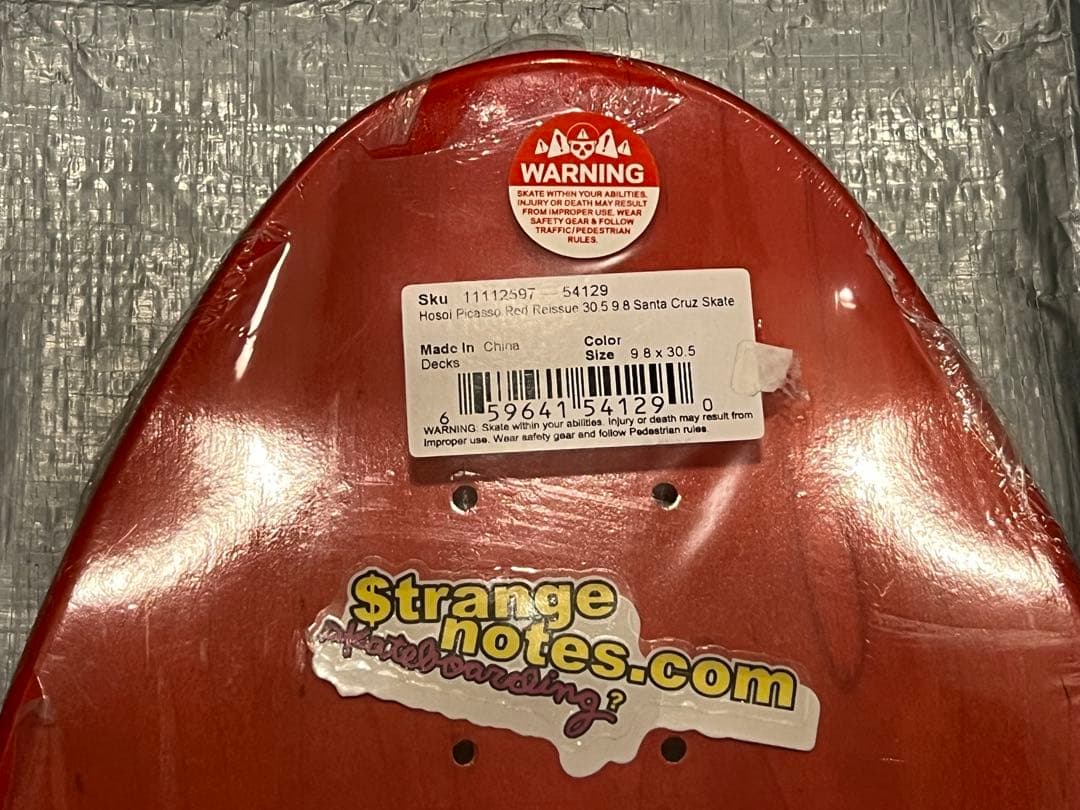 WARNING
SKATE WITHIN YOUR ABILITIES.
INJURY OR DEATH MAY RESULT
FROM IMPROPER USE. WEAR
SAFETY GEAR & FOLLOW
TRAFFIC/PEDESTRIAN
RULES.
Sku 11112597 54129
Hosoi Picasso Red Reissue 30 5 9 8 Santa Cruz Skate
Made In China
Decks
Color
Size 9 8 x 30.5
6 59641 54129 0
WARNING: Skate within your abilities. Injury or death may result from
improper use. Wear safety gear and follow Pedestrian rules.
$trange
notes.com
skateboarding?